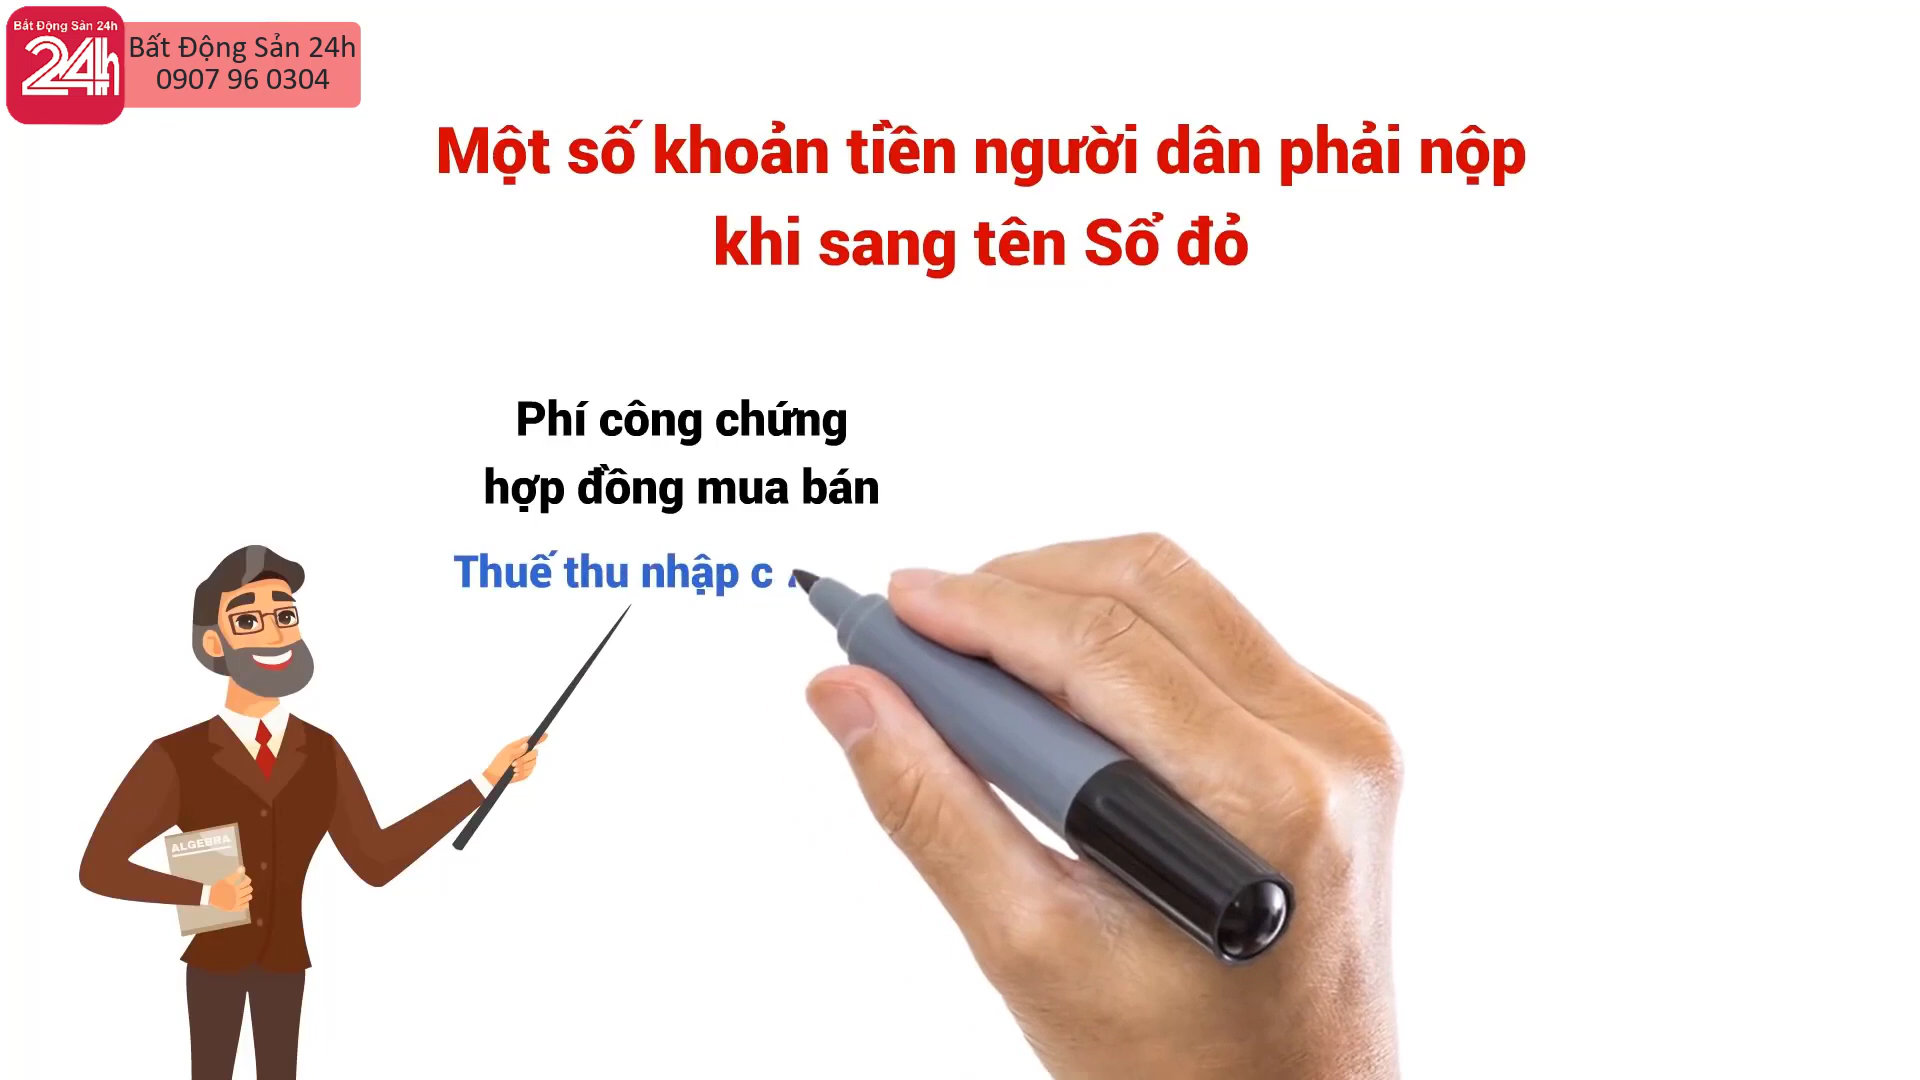 Bất Động Sản 24h
24h
Bất Động Sản 24h
0907 96 0304
Một số khoản tiền người dân phải nộp
khi sang tên Sổ đỏ
Phí công chứng
hợp đồng mua bán
Thuế thu nhập c
ALGEBRA